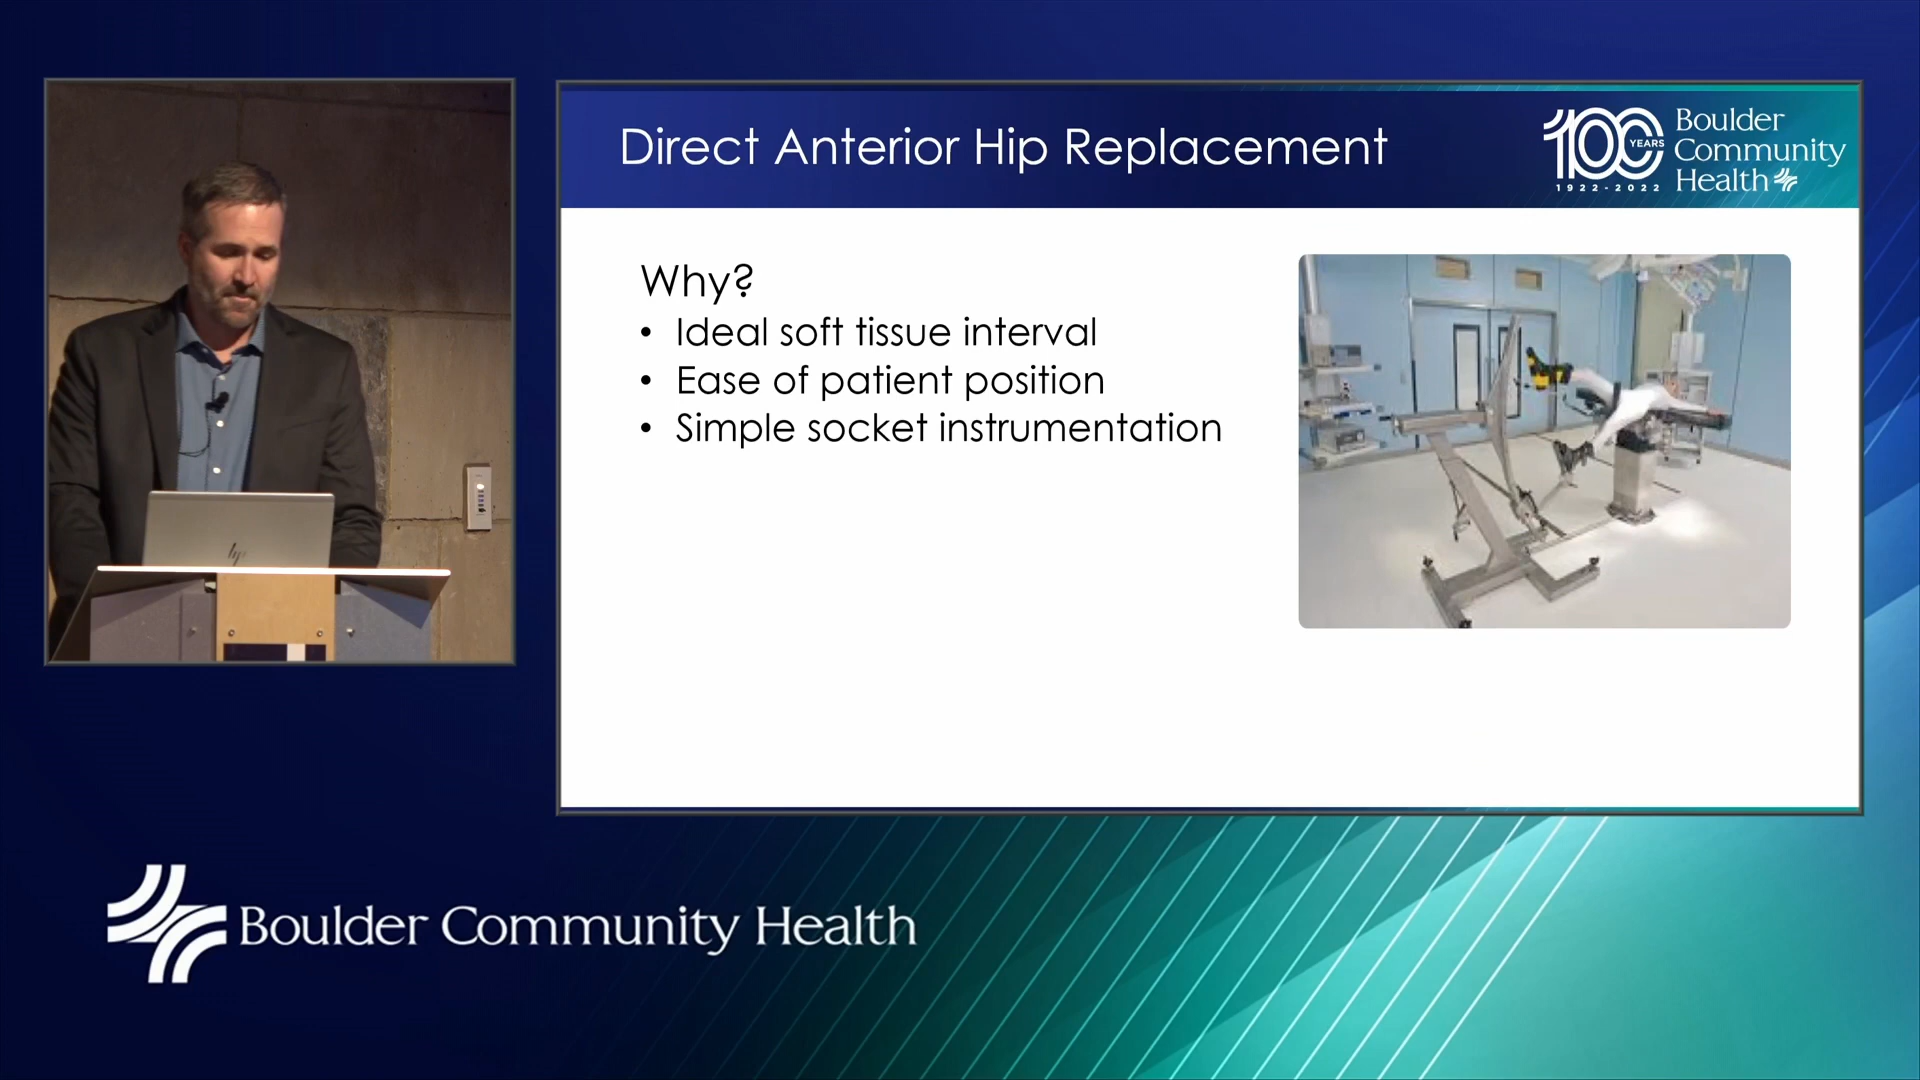 Direct Anterior Hip Replacement
100
YEARS
1922-2022
Boulder
Community
Health
Why?
• Ideal soft tissue interval
• Ease of patient position
• Simple socket instrumentation
hp
Boulder Community Health